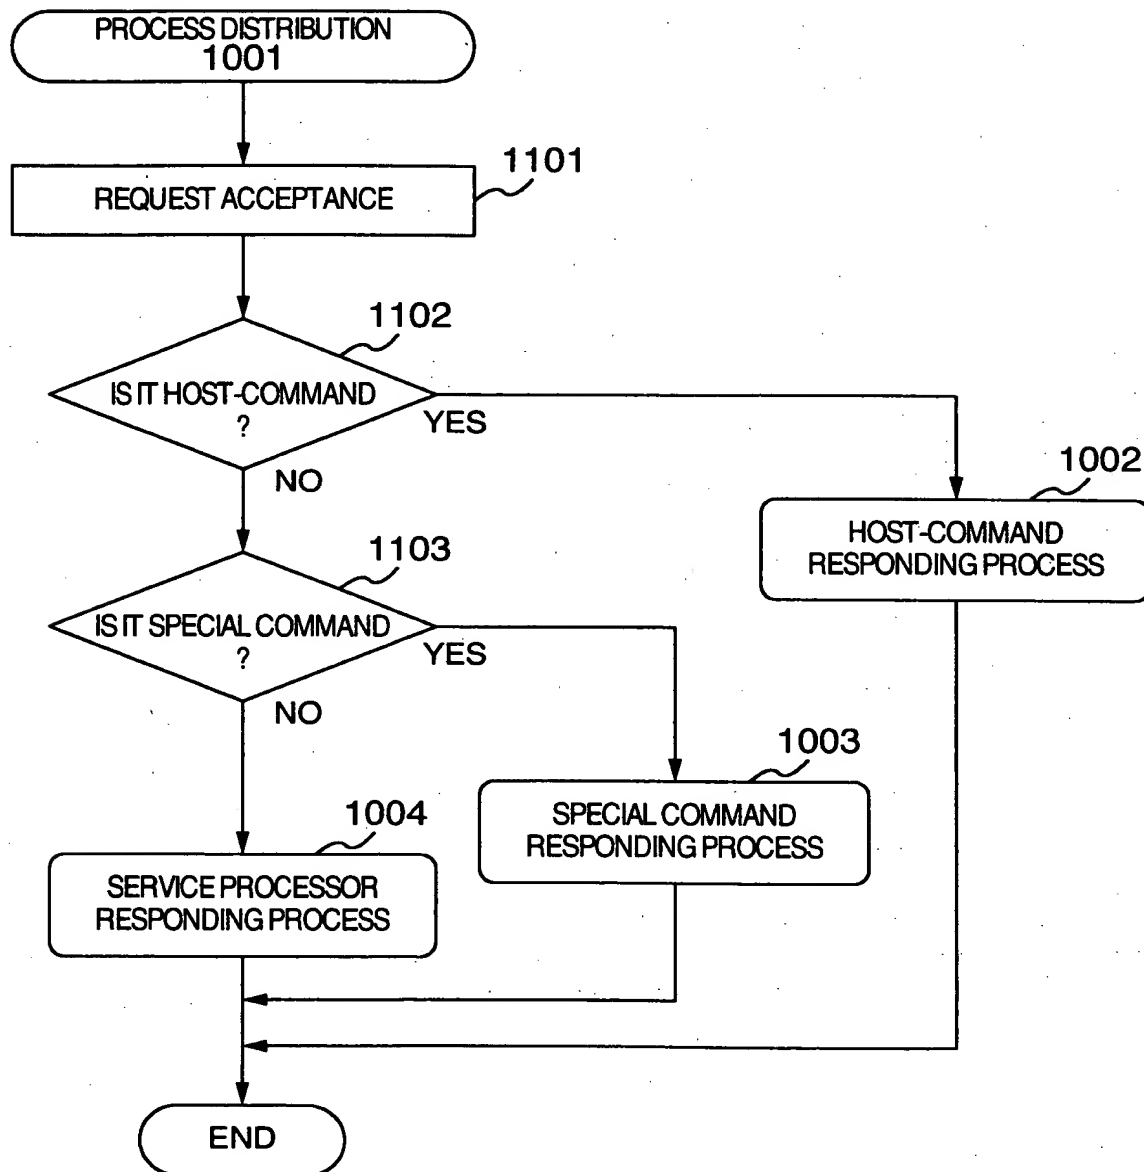 PROCESS DISTRIBUTION
1001
REQUEST ACCEPTANCE
1101
1102
IS IT HOST-COMMAND
?
YES
NO
1002
HOST-COMMAND
RESPONDING PROCESS
1103
IS IT SPECIAL COMMAND
?
YES
NO
1003
SPECIAL COMMAND
RESPONDING PROCESS
1004
SERVICE PROCESSOR
RESPONDING PROCESS
END